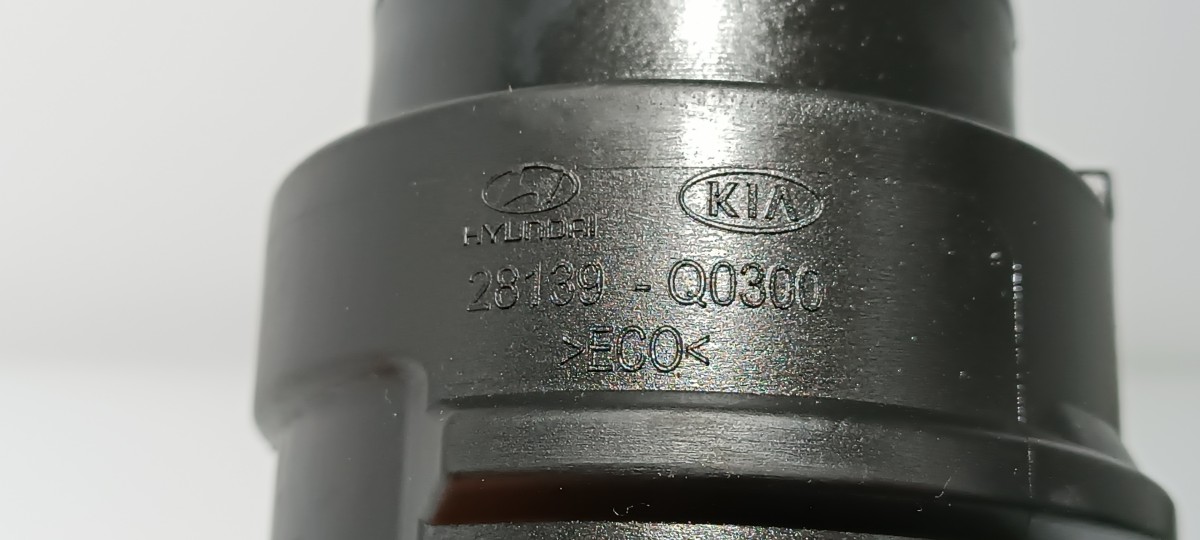 HYUNDAI KIA
28139 - Q0300
>ECO<